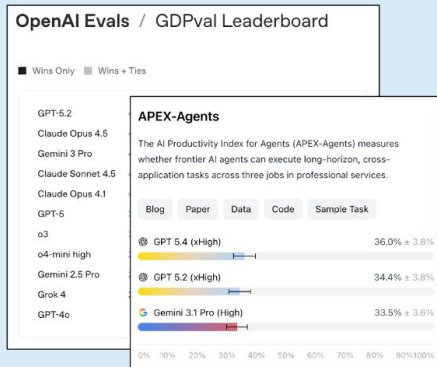 OpenAI Evals / GDPval Leaderboard
Wins Only Wins + Ties
GPT-5.2
Claude Opus 4.5
Gemini 3 Pro
Claude Sonnet 4.5
Claude Opus 4.1
GPT-5
o3
o4-mini high
Gemini 2.5 Pro
Grok 4
GPT-4o
APEX-Agents
The AI Productivity Index for Agents (APEX-Agents) measures
whether frontier AI agents can execute long-horizon, cross-
application tasks across three jobs in professional services.
Blog Paper Data Code Sample Task
GPT 5.4 (xHigh) 36.0% ± 3.8%
GPT 5.2 (xHigh) 34.4% ± 3.8%
Gemini 3.1 Pro (High) 33.5% ± 3.6%
0% 10% 20% 30% 40% 50% 60% 70% 80% 90% 100%